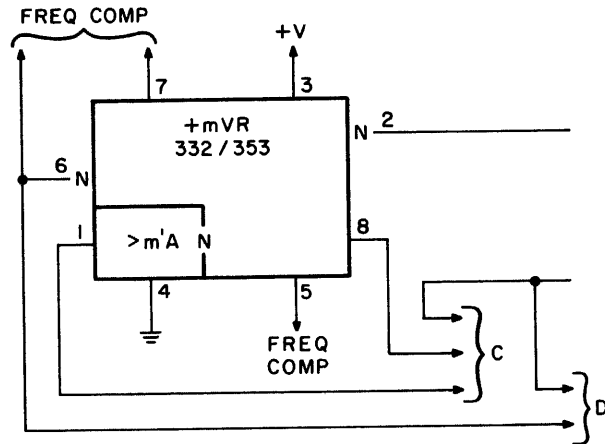 FREQ COMP
+V
7
3
+mVR
332/353
N 2
6 N
1
>m'A N
8
4
5
FREQ
COMP
C
D